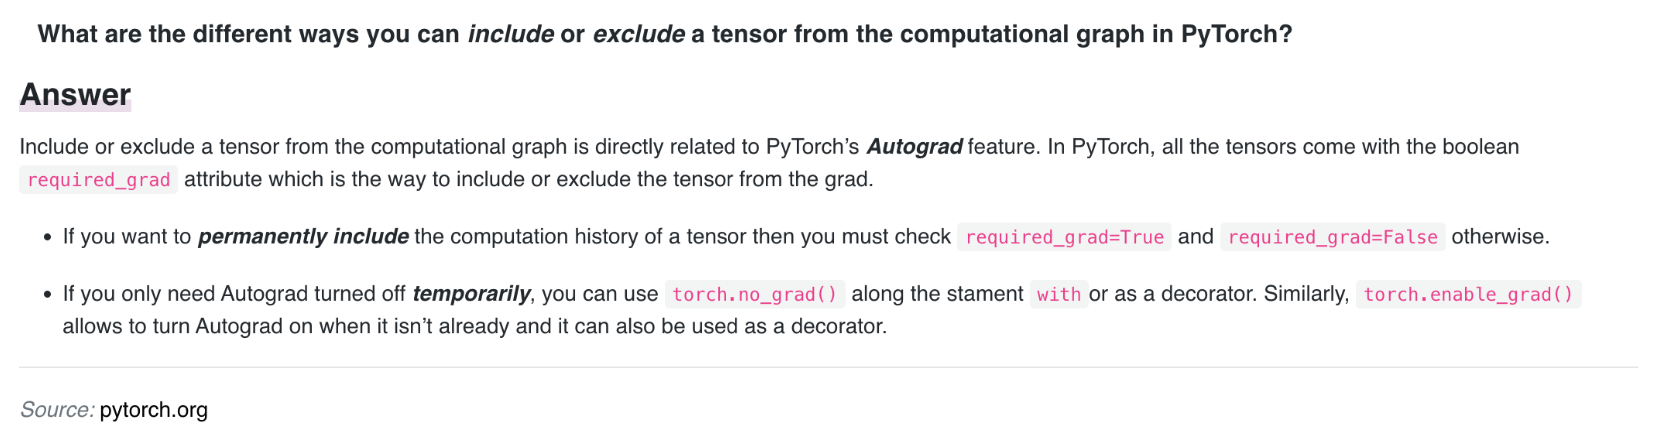 What are the different ways you can include or exclude a tensor from the computational graph in PyTorch?
Answer
Include or exclude a tensor from the computational graph is directly related to PyTorch’s Autograd feature. In PyTorch, all the tensors come with the boolean
required_grad attribute which is the way to include or exclude the tensor from the grad.
• If you want to permanently include the computation history of a tensor then you must check required_grad=True and required_grad=False otherwise.
• If you only need Autograd turned off temporarily, you can use torch.no_grad() along the stament with or as a decorator. Similarly, torch.enable_grad()
allows to turn Autograd on when it isn’t already and it can also be used as a decorator.
Source: pytorch.org